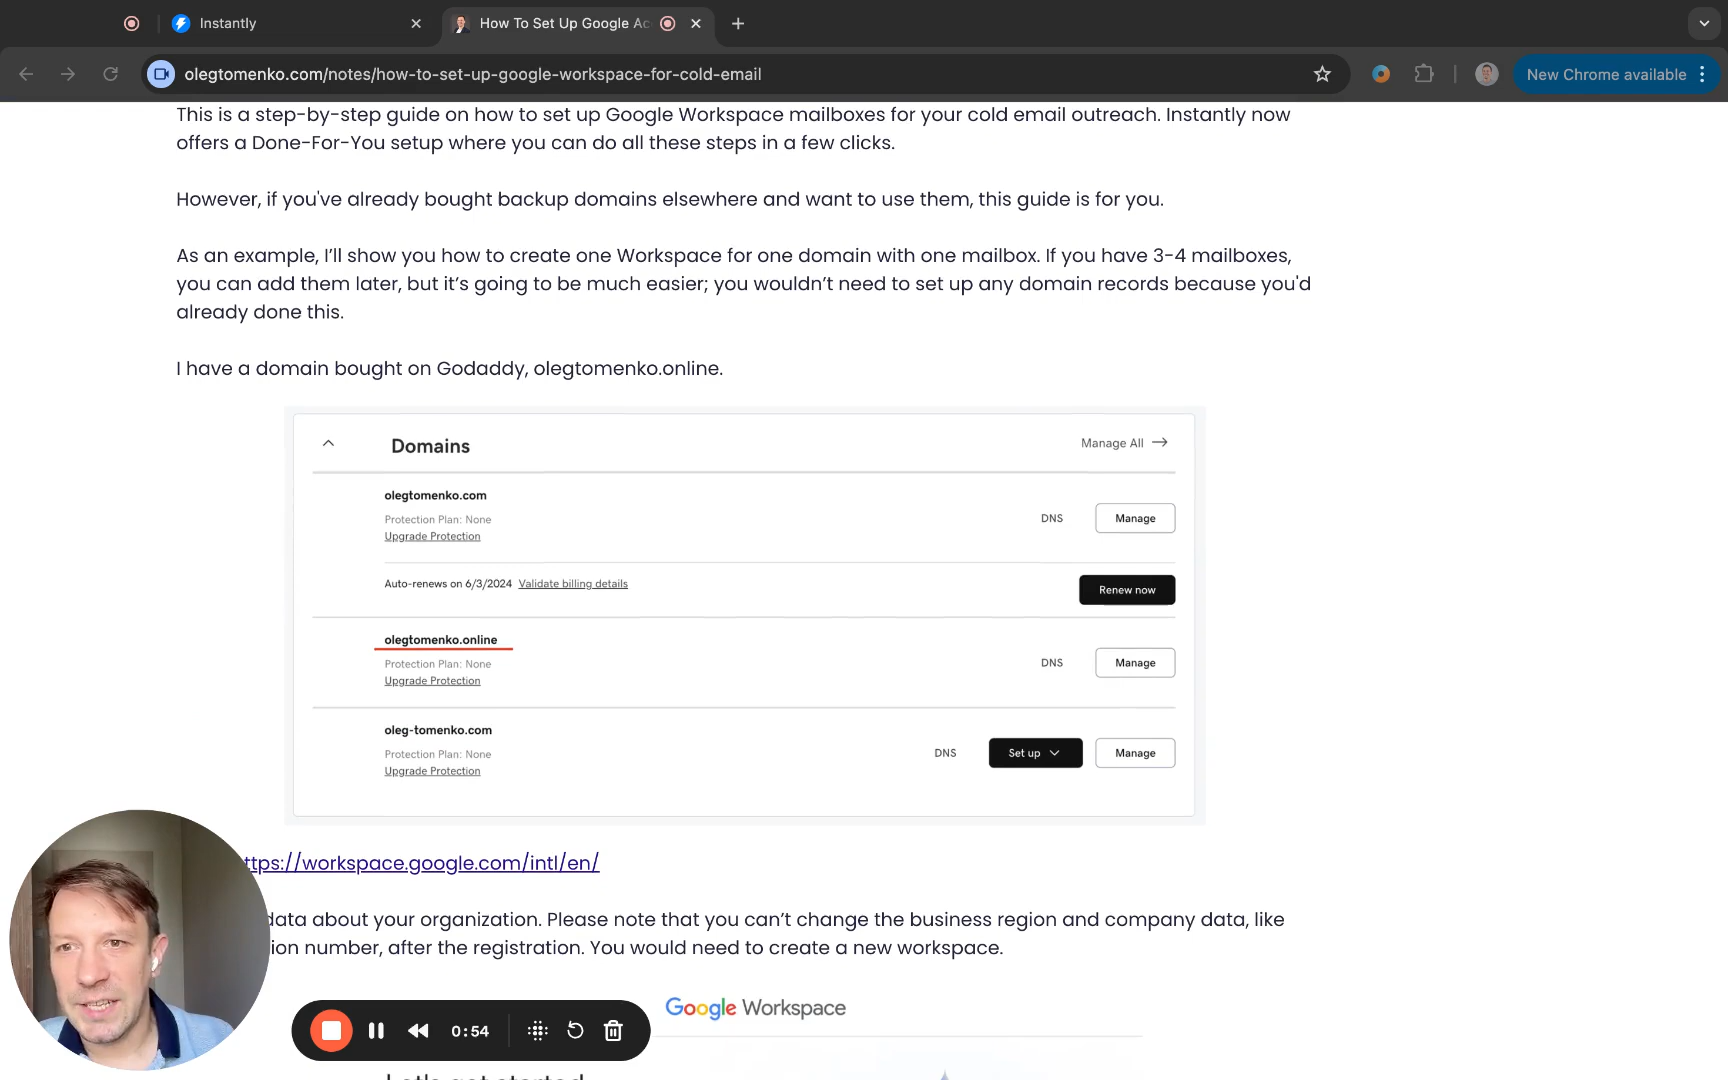 Instantly
How To Set Up Google Ac
olegtomenko.com/notes/how-to-set-up-google-workspace-for-cold-email
New Chrome available
This is a step-by-step guide on how to set up Google Workspace mailboxes for your cold email outreach. Instantly now
offers a Done-For-You setup where you can do all these steps in a few clicks.
However, if you've already bought backup domains elsewhere and want to use them, this guide is for you.
As an example, I’ll show you how to create one Workspace for one domain with one mailbox. If you have 3-4 mailboxes,
you can add them later, but it’s going to be much easier; you wouldn’t need to set up any domain records because you'd
already done this.
I have a domain bought on Godaddy, olegtomenko.online.
Domains
Manage All
olegtomenko.com
Protection Plan: None
Upgrade Protection
DNS
Manage
Auto-renews on 6/3/2024 Validate billing details
Renew now
olegtomenko.online
Protection Plan: None
Upgrade Protection
DNS
Manage
oleg-tomenko.com
Protection Plan: None
Upgrade Protection
DNS
Set up
Manage
ttps://workspace.google.com/intl/en/
data about your organization. Please note that you can’t change the business region and company data, like
ion number, after the registration. You would need to create a new workspace.
Google Workspace
0:54
Let's get started